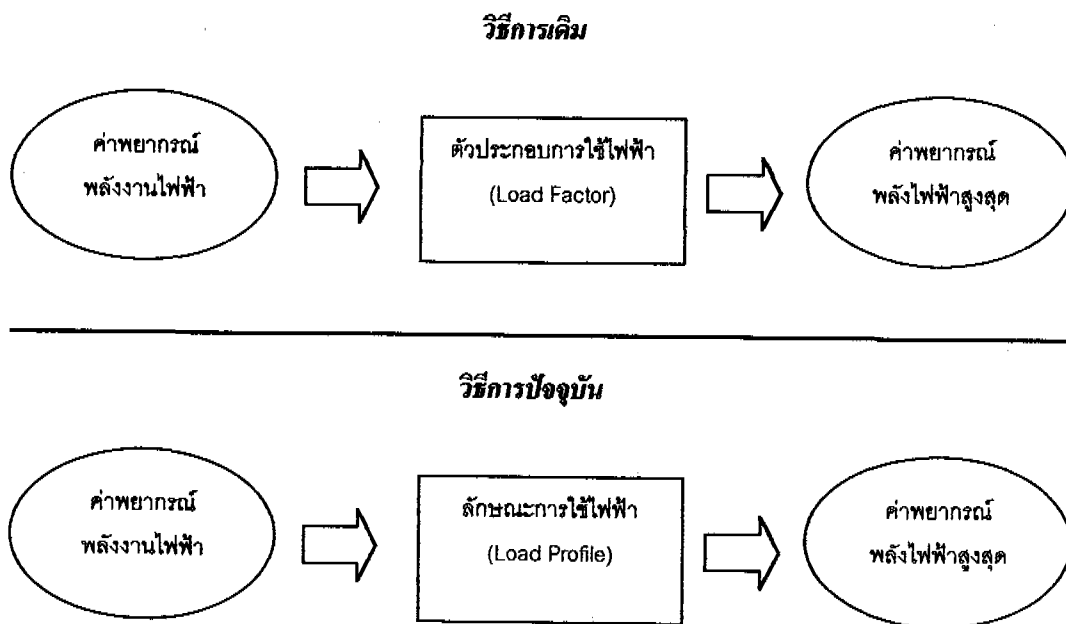 วิธีการเดิม
ค่าพยากรณ์
พลังงานไฟฟ้า
ตัวประกอบการใช้ไฟฟ้า
(Load Factor)
ค่าพยากรณ์
พลังไฟฟ้าสูงสุด
วิธีการปัจจุบัน
ค่าพยากรณ์
พลังงานไฟฟ้า
ลักษณะการใช้ไฟฟ้า
(Load Profile)
ค่าพยากรณ์
พลังไฟฟ้าสูงสุด